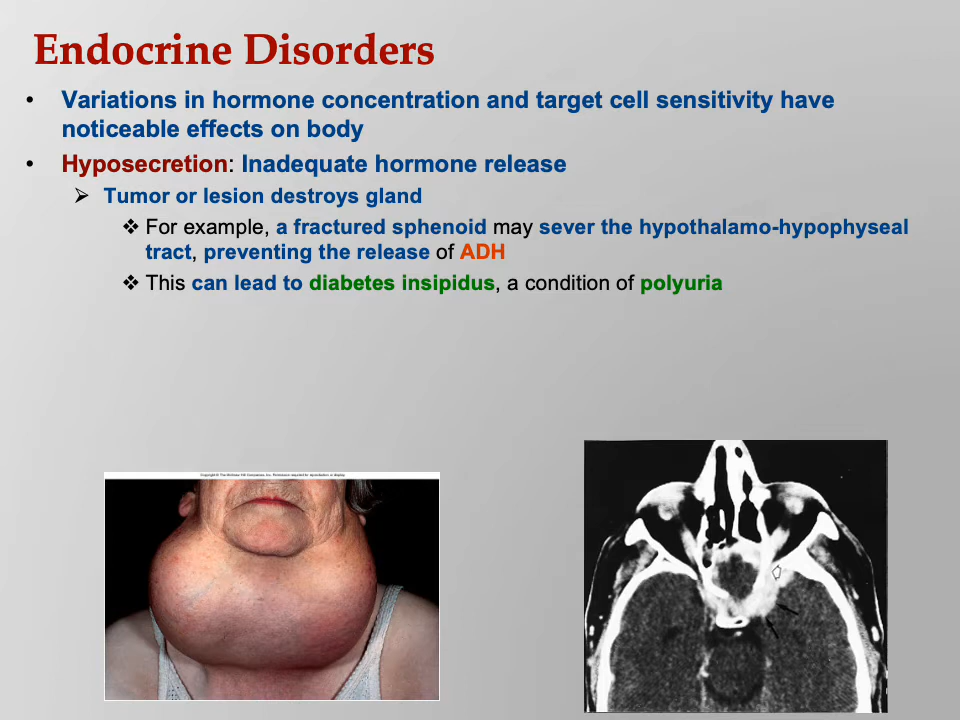 Endocrine Disorders
• Variations in hormone concentration and target cell sensitivity have
noticeable effects on body
• Hyposecretion: Inadequate hormone release
➢ Tumor or lesion destroys gland
❖ For example, a fractured sphenoid may sever the hypothalamo-hypophyseal
tract, preventing the release of ADH
❖ This can lead to diabetes insipidus, a condition of polyuria
Copyright © The McGraw-Hill Companies, Inc. Permission required for reproduction or display.